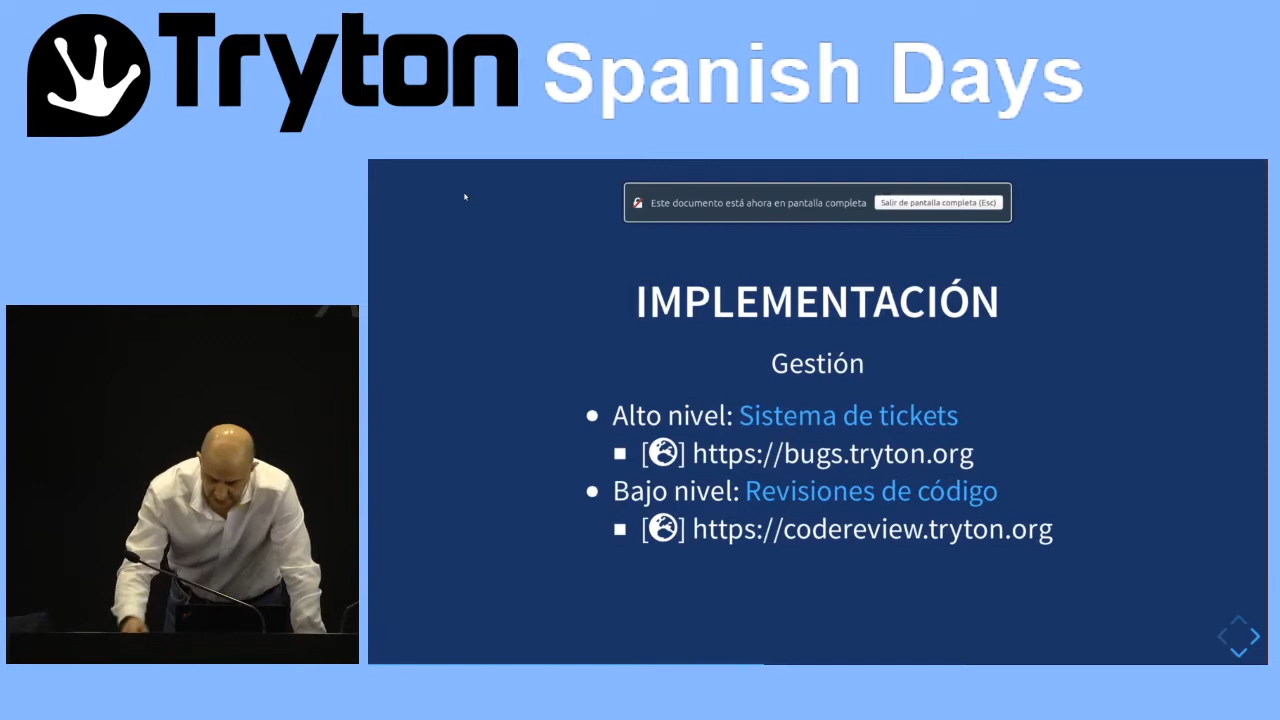 Tryton Spanish Days
Este documento está ahora en pantalla completa Salir de pantalla completa (Esc)
IMPLEMENTACIÓN
Gestión
Alto nivel: Sistema de tickets
[] https://bugs.tryton.org
Bajo nivel: Revisiones de código
[] https://codereview.tryton.org